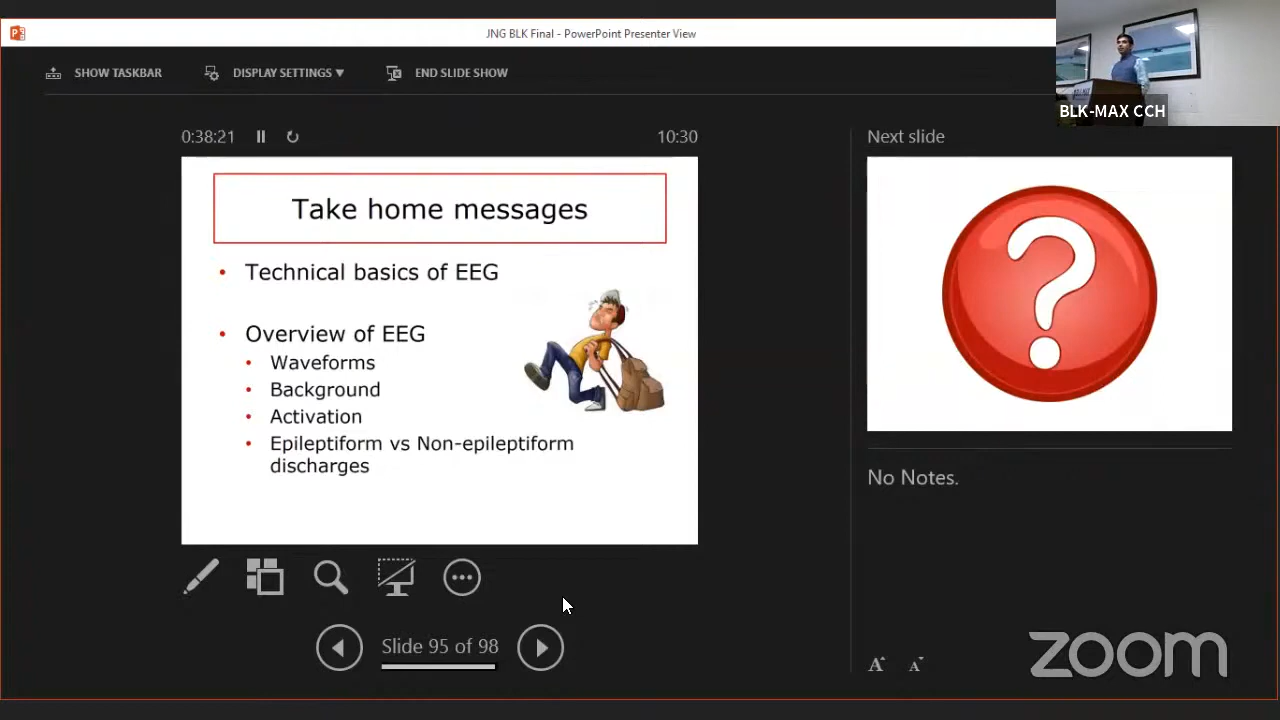 JNG BLK Final - PowerPoint Presenter View
SHOW TASKBAR
DISPLAY SETTINGS ▾
END SLIDE SHOW
BLK-MAX CCH
0:38:21
10:30
Take home messages
• Technical basics of EEG
• Overview of EEG
• Waveforms
• Background
• Activation
• Epileptiform vs Non-epileptiform
discharges
Slide 95 of 98
Next slide
?
No Notes.
A A
zoom